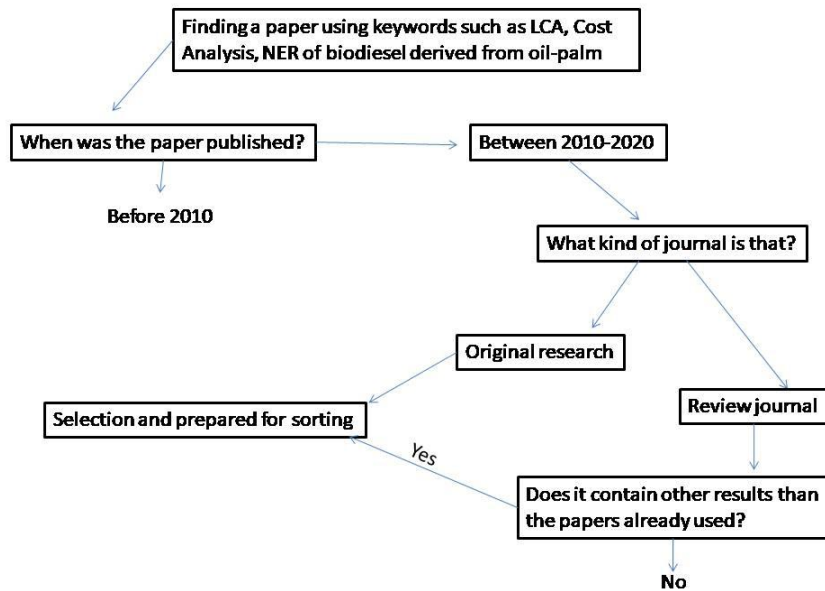 Finding a paper using keywords such as LCA, Cost
Analysis, NER of biodiesel derived from oil-palm
When was the paper published?
Between 2010-2020
Before 2010
What kind of journal is that?
Original research
Review journal
Selection and prepared for sorting
Yes
Does it contain other results than
the papers already used?
No